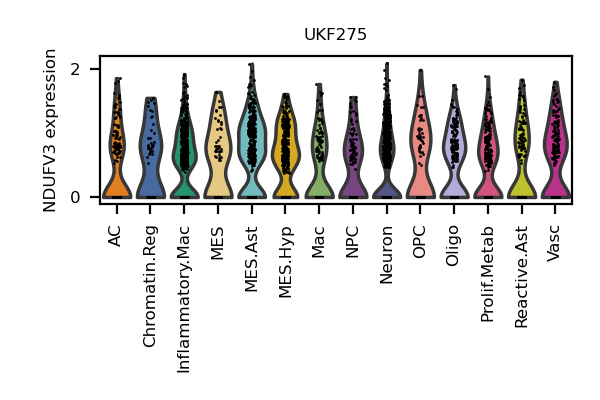 UKF275
NDUFV3 expression
2
0
AC
Chromatin.Reg
Inflammatory.Mac
MES
MES.Ast
MES.Hyp
Mac
NPC
Neuron
OPC
Oligo
Prolif.Metab
Reactive.Ast
Vasc